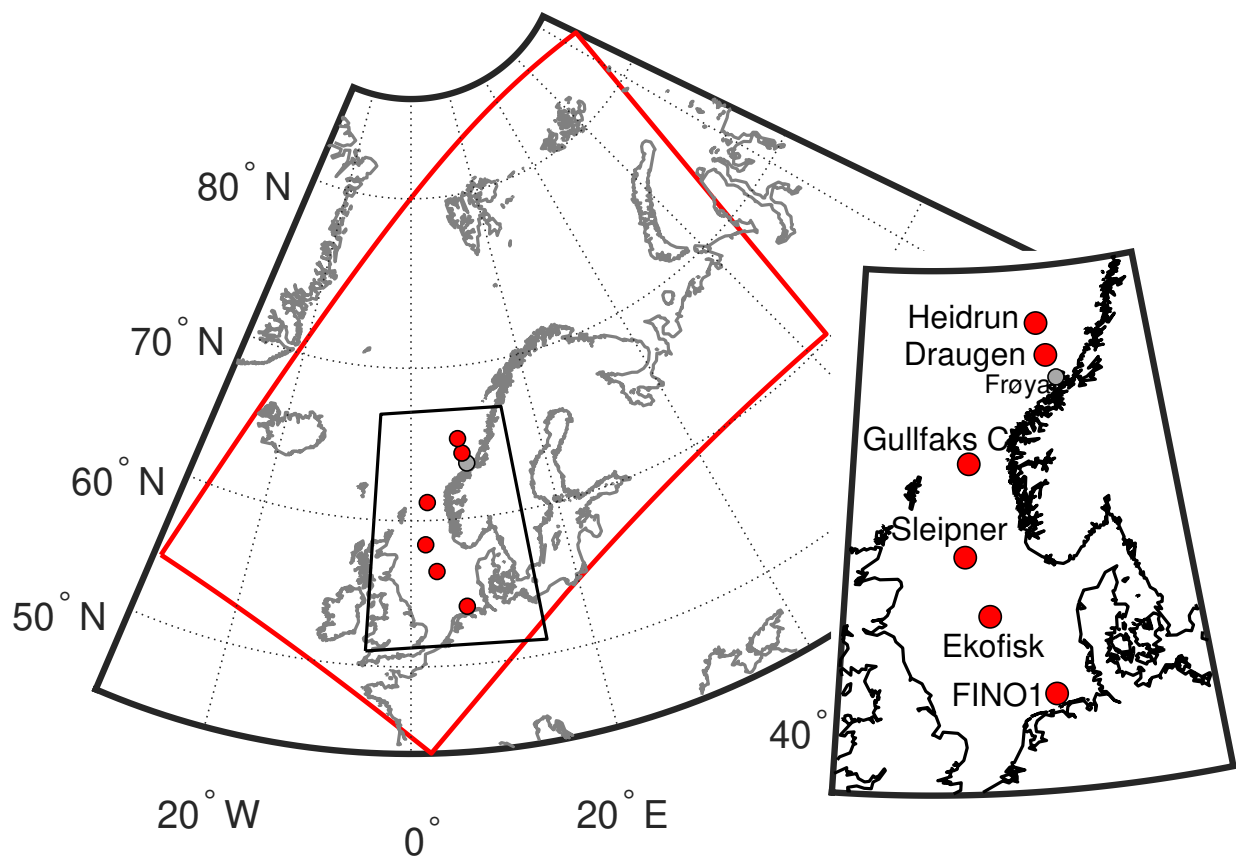 80° N
70° N
60° N
50° N
20° W
0°
20° E
40°
Heidrun
Draugen
Frøya
Gullfaks C
Sleipner
Ekofisk
FINO1